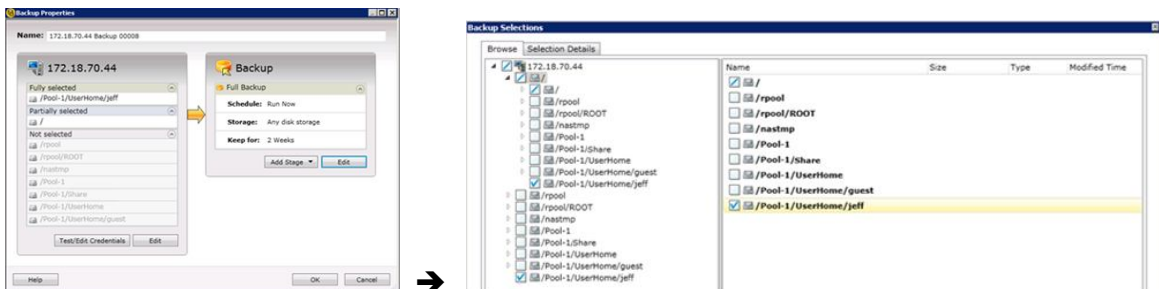 Backup Properties
Name: 172.18.70.44 Backup 00008
172.18.70.44
Fully selected
/Pool-1/UserHome/jeff
Partially selected
/
Not selected
/rpool
/rpool/ROOT
/nastmp
/Pool-1
/Pool-1/Share
/Pool-1/UserHome
/Pool-1/UserHome/guest
Test/Edit Credentials Edit
Backup
Full Backup
Schedule: Run Now
Storage: Any disk storage
Keep for: 2 Weeks
Add Stage Edit
Help OK Cancel
Backup Selections
Browse Selection Details
172.18.70.44
/
/
/rpool
/rpool/ROOT
/nastmp
/Pool-1
/Pool-1/Share
/Pool-1/UserHome
/Pool-1/UserHome/guest
/Pool-1/UserHome/jeff
/rpool
/rpool/ROOT
/nastmp
/Pool-1
/Pool-1/Share
/Pool-1/UserHome
/Pool-1/UserHome/guest
/Pool-1/UserHome/jeff
Name Size Type Modified Time
/
/rpool
/rpool/ROOT
/nastmp
/Pool-1
/Pool-1/Share
/Pool-1/UserHome
/Pool-1/UserHome/guest
/Pool-1/UserHome/jeff